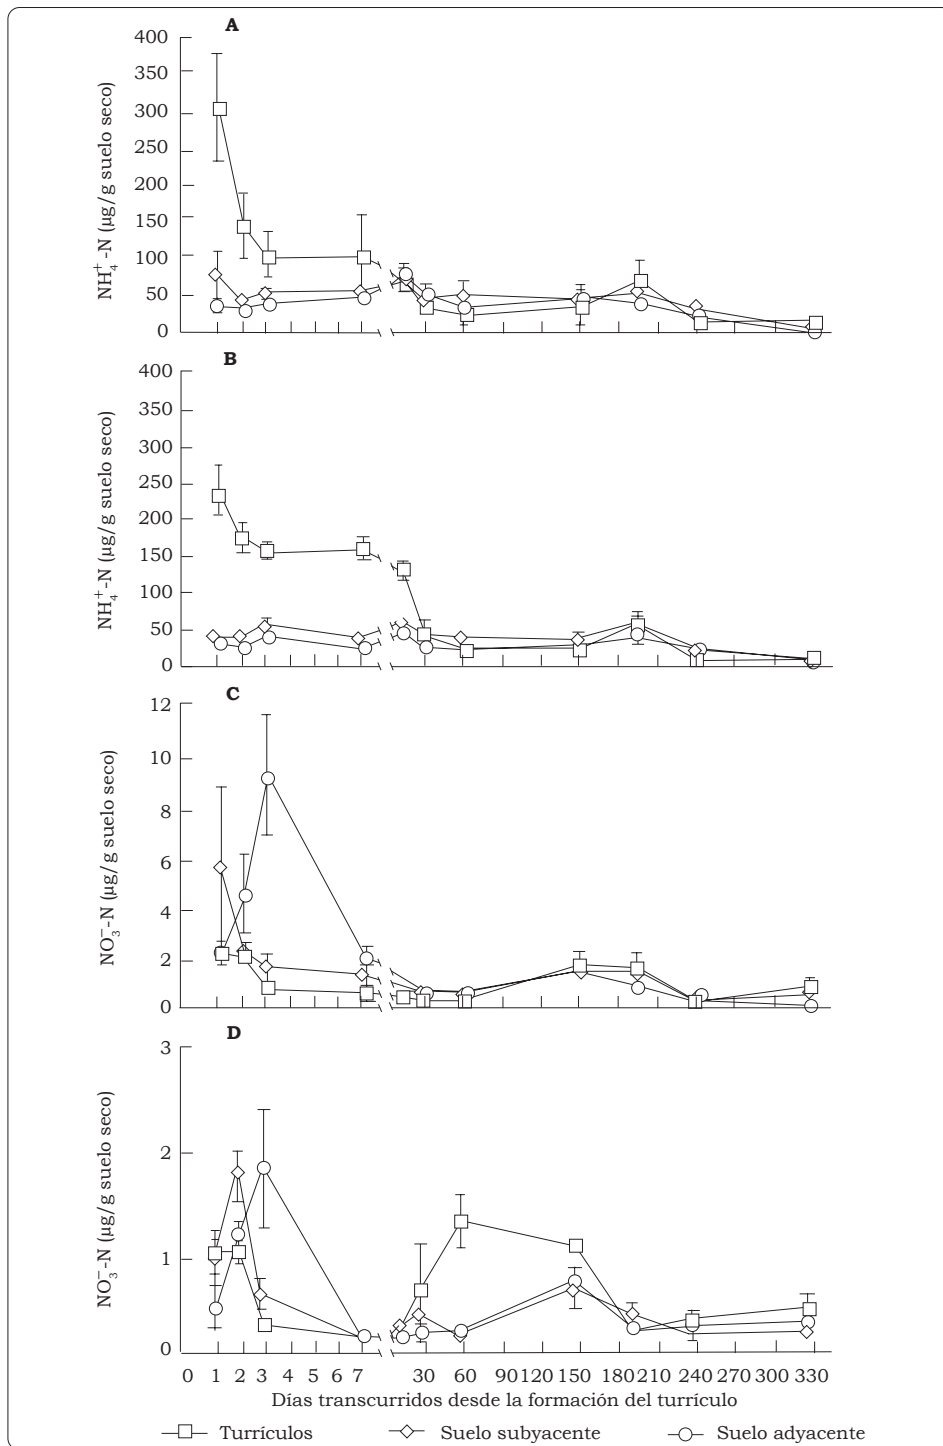 A
400
350
300
250
200
150
100
50
0
NH₄⁺-N (µg/g suelo seco)
B
400
350
300
250
200
150
100
50
0
NH₄⁺-N (µg/g suelo seco)
C
12
10
8
6
4
2
0
NO₃⁻-N (µg/g suelo seco)
D
3
2
1
0
NO₃⁻-N (µg/g suelo seco)
0 1 2 3 4 5 6 7 30 60 90 120 150 180 210 240 270 300 330
Días transcurridos desde la formación del turrículo
Turrículos Suelo subyacente Suelo adyacente